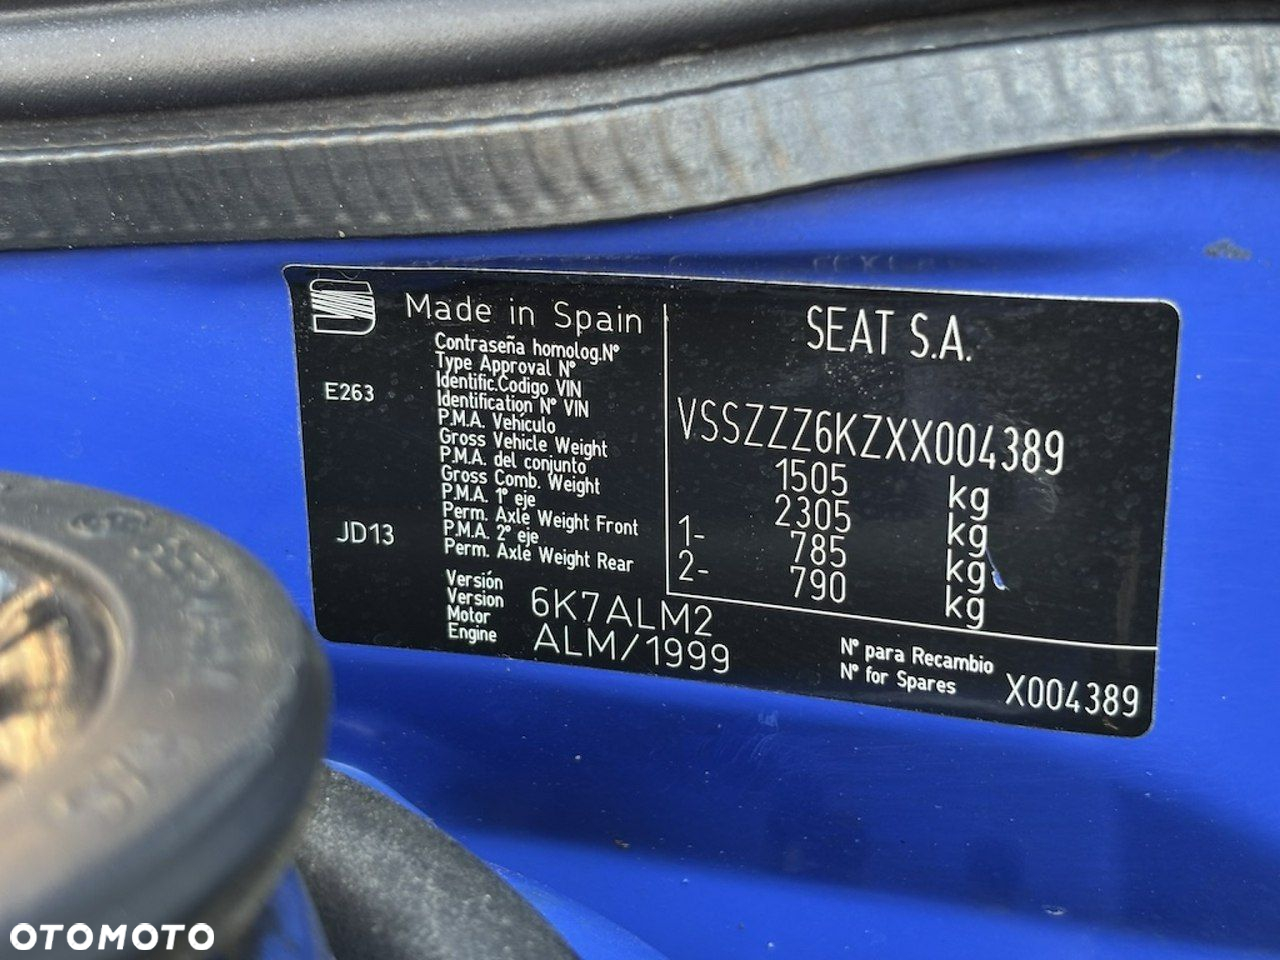 Made in Spain
SEAT S.A.
Contraseña homolog.Nº
Type Approval Nº
E263
Identific.Codigo VIN
Identification Nº VIN
VSSZZZ6KZXX004389
P.M.A. Vehículo
Gross Vehicle Weight
1505 kg
P.M.A. del conjunto
Gross Comb. Weight
2305 kg
P.M.A. 1º eje
Perm. Axle Weight Front
1- 785 kg
JD13
P.M.A. 2º eje
Perm. Axle Weight Rear
2- 790 kg
Versión
Version
6K7ALM2
Motor
Engine
ALM/1999
Nº para Recambio
Nº for Spares
X004389
OTOMOTO